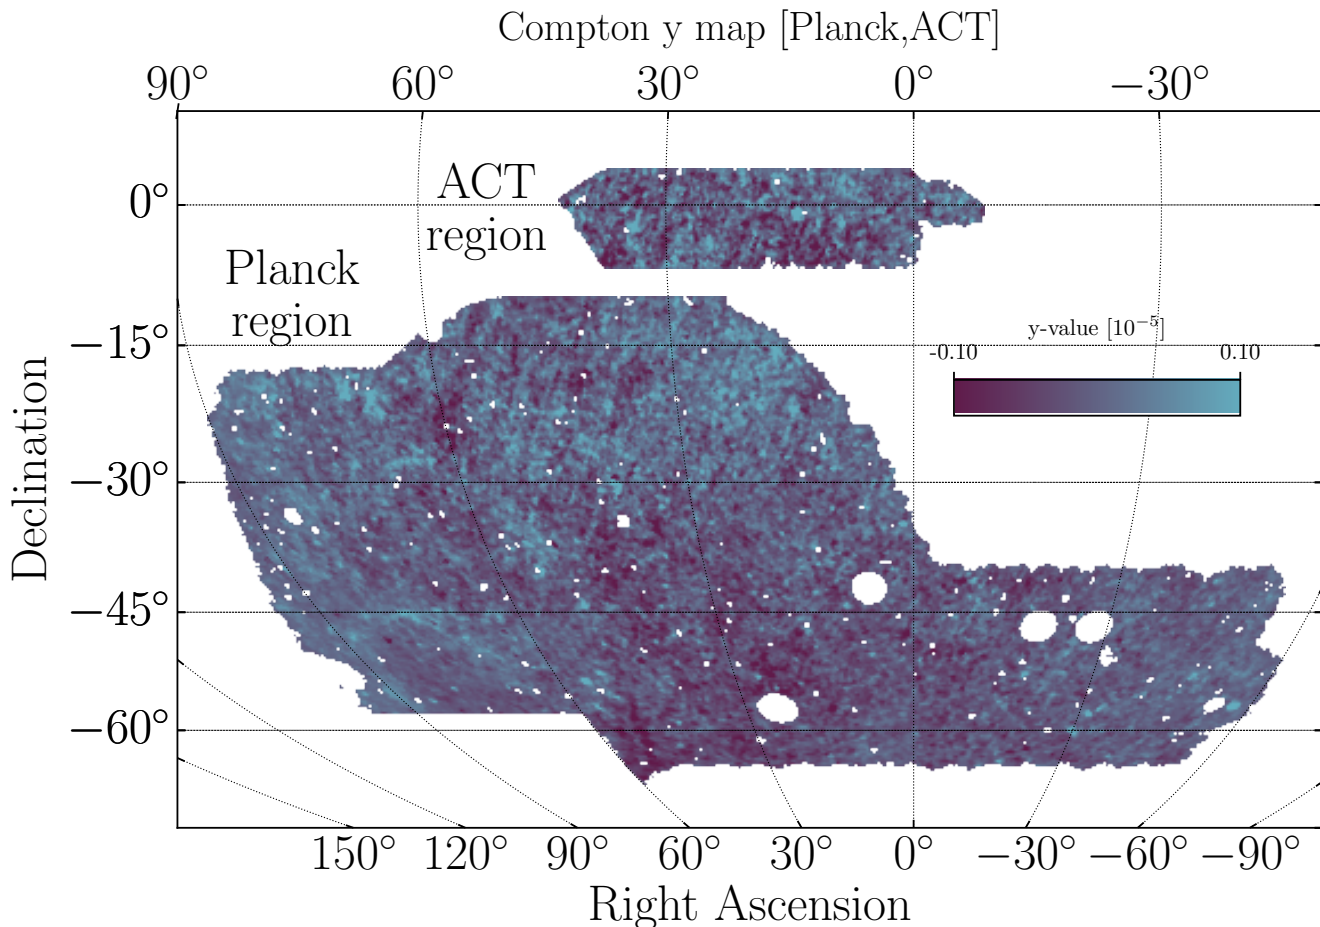 Compton y map [Planck,ACT]
90° 60° 30° 0° −30°
ACT
region
0°
Planck
region
−15°
y-value [10⁻⁵]
-0.10 0.10
−30°
Declination
−45°
−60°
150° 120° 90° 60° 30° 0° −30° −60° −90°
Right Ascension